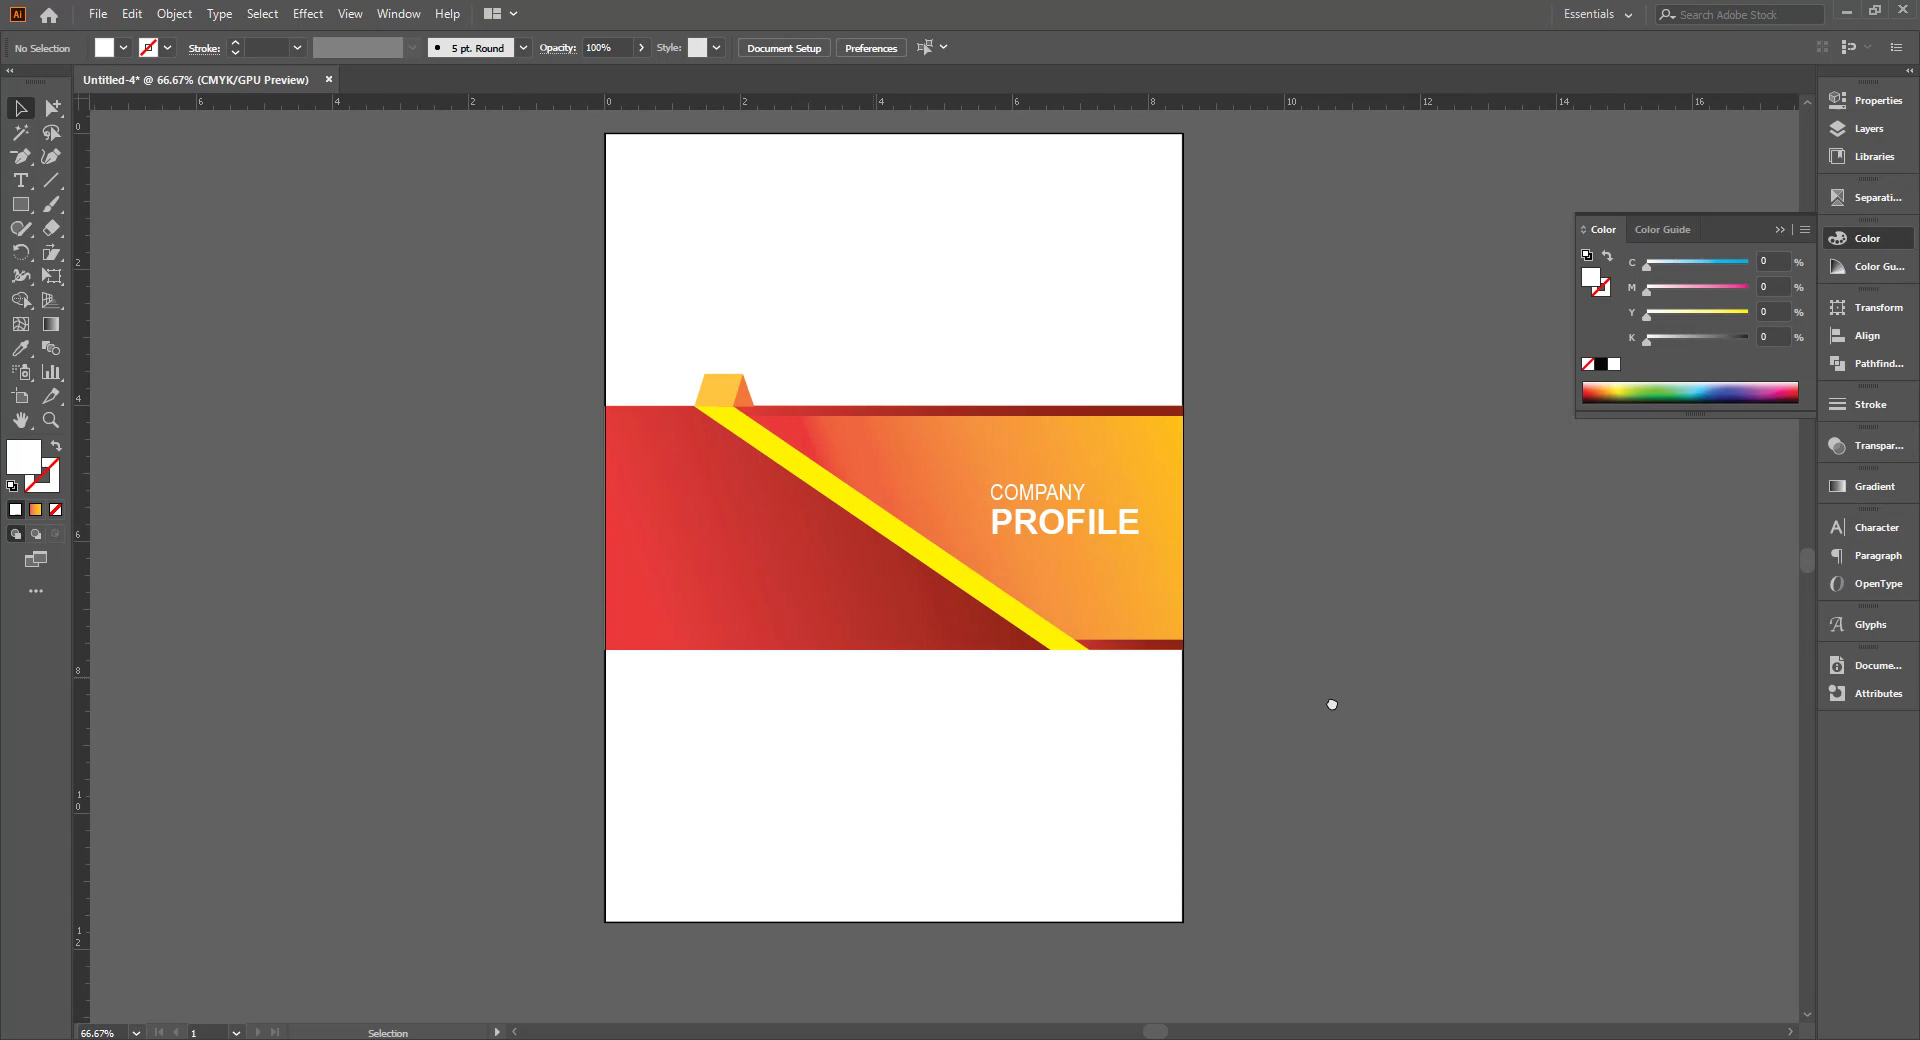 Ai File Edit Object Type Select Effect View Window Help Essentials Search Adobe Stock
No Selection Stroke: 5 pt. Round Opacity: 100% Style: Document Setup Preferences
Untitled-4* @ 66.67% (CMYK/GPU Preview)
6 4 2 0 2 4 6 8 10 12 14 16
0
2
4
6
8
1
0
1
2
COMPANY
PROFILE
Color Color Guide
C 0 %
M 0 %
Y 0 %
K 0 %
Properties
Layers
Libraries
Separati...
Color
Color Gu...
Transform
Align
Pathfind...
Stroke
Transpar...
Gradient
Character
Paragraph
OpenType
Glyphs
Docume...
Attributes
66.67% 1 Selection